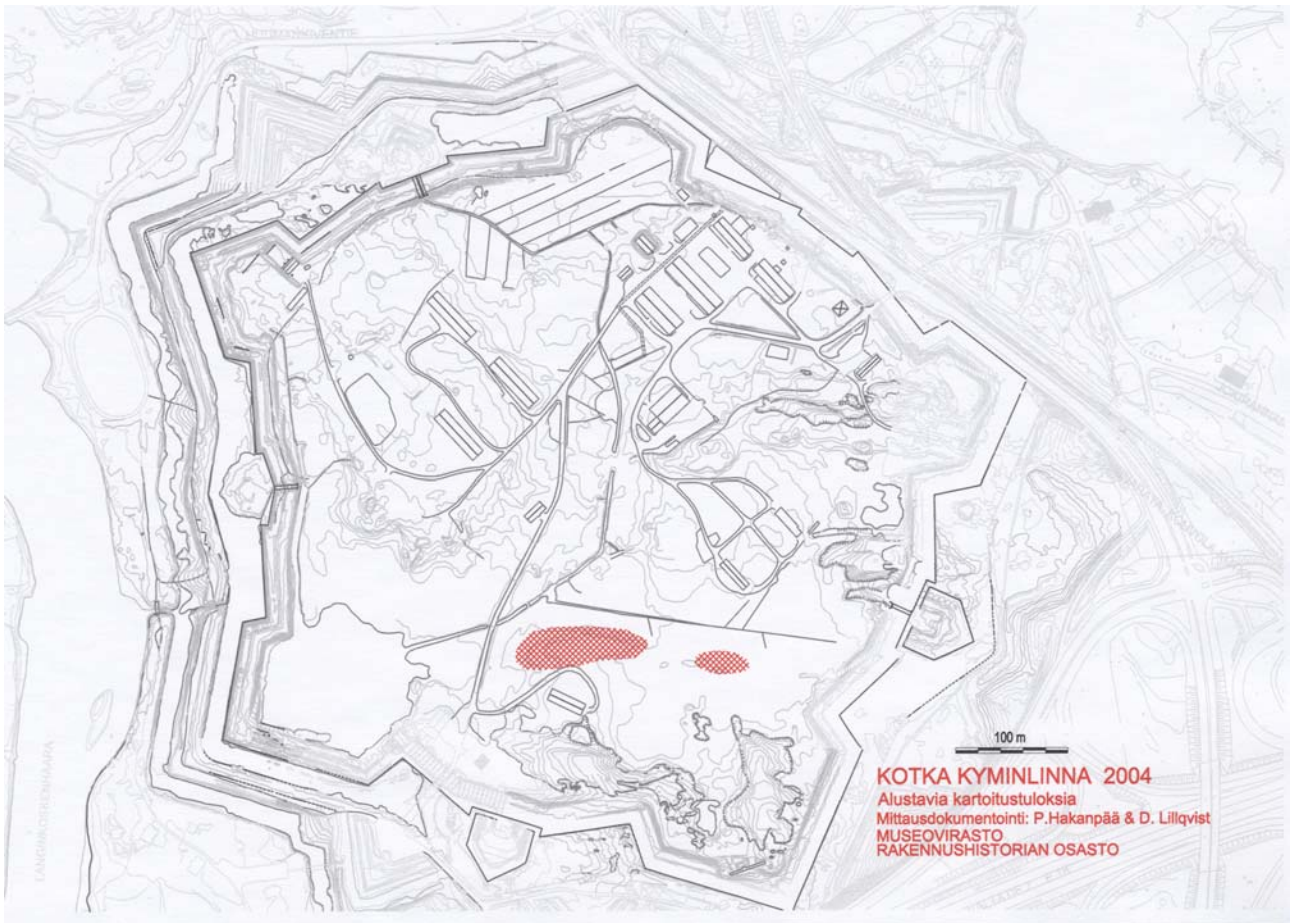 100 m
KOTKA KYMINLINNA 2004
Alustavia kartoitustuloksia
Mittausdokumentointi: P.Hakanpää & D. Lillqvist
MUSEOVIRASTO
RAKENNUSHISTORIAN OSASTO